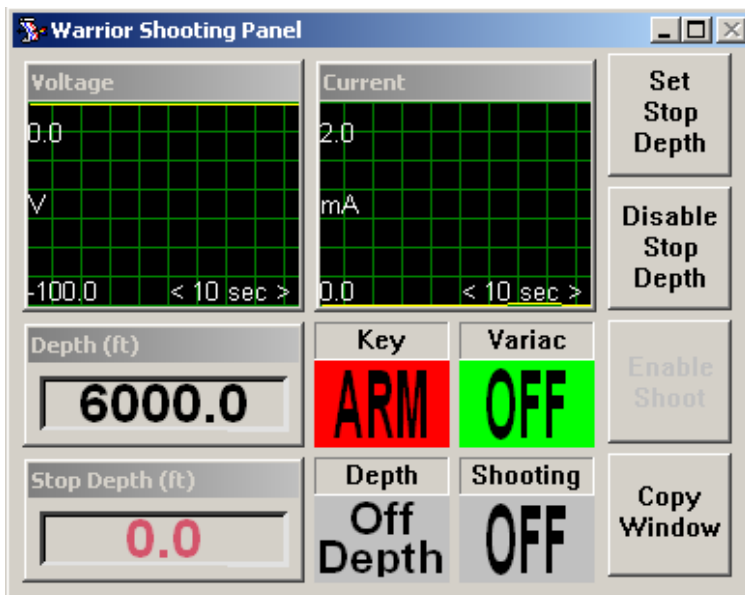 Warrior Shooting Panel
Voltage
0.0
V
-100.0 < 10 sec >
Current
2.0
mA
0.0 < 10 sec >
Set
Stop
Depth
Disable
Stop
Depth
Depth (ft)
6000.0
Key
ARM
Variac
OFF
Enable
Shoot
Stop Depth (ft)
0.0
Depth
Off
Depth
Shooting
OFF
Copy
Window